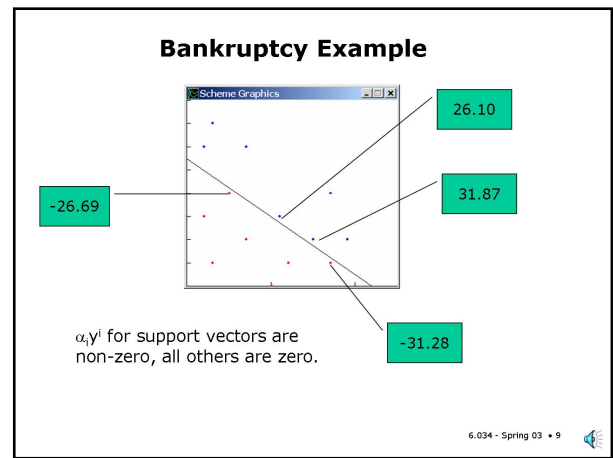 Bankruptcy Example
Scheme Graphics
26.10
-26.69
31.87
-31.28
αᵢyⁱ for support vectors are
non-zero, all others are zero.
6.034 - Spring 03 • 9